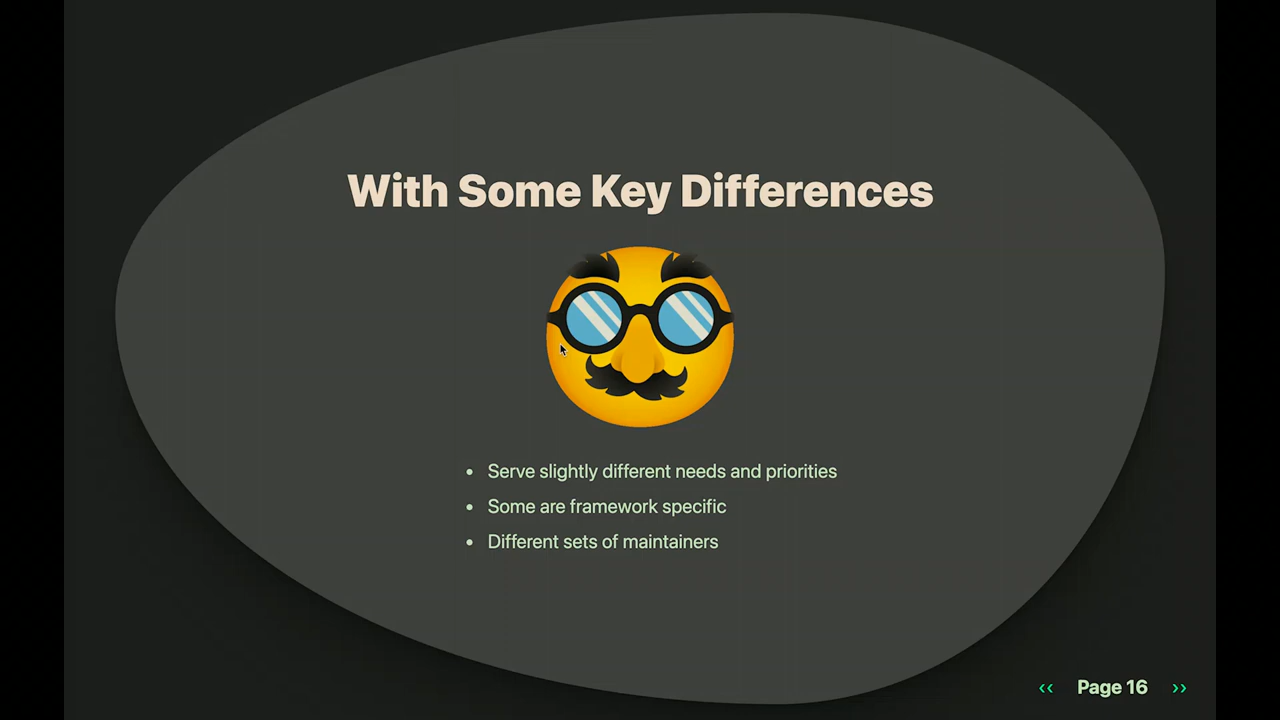 With Some Key Differences
• Serve slightly different needs and priorities
• Some are framework specific
• Different sets of maintainers
‹‹ Page 16 ››